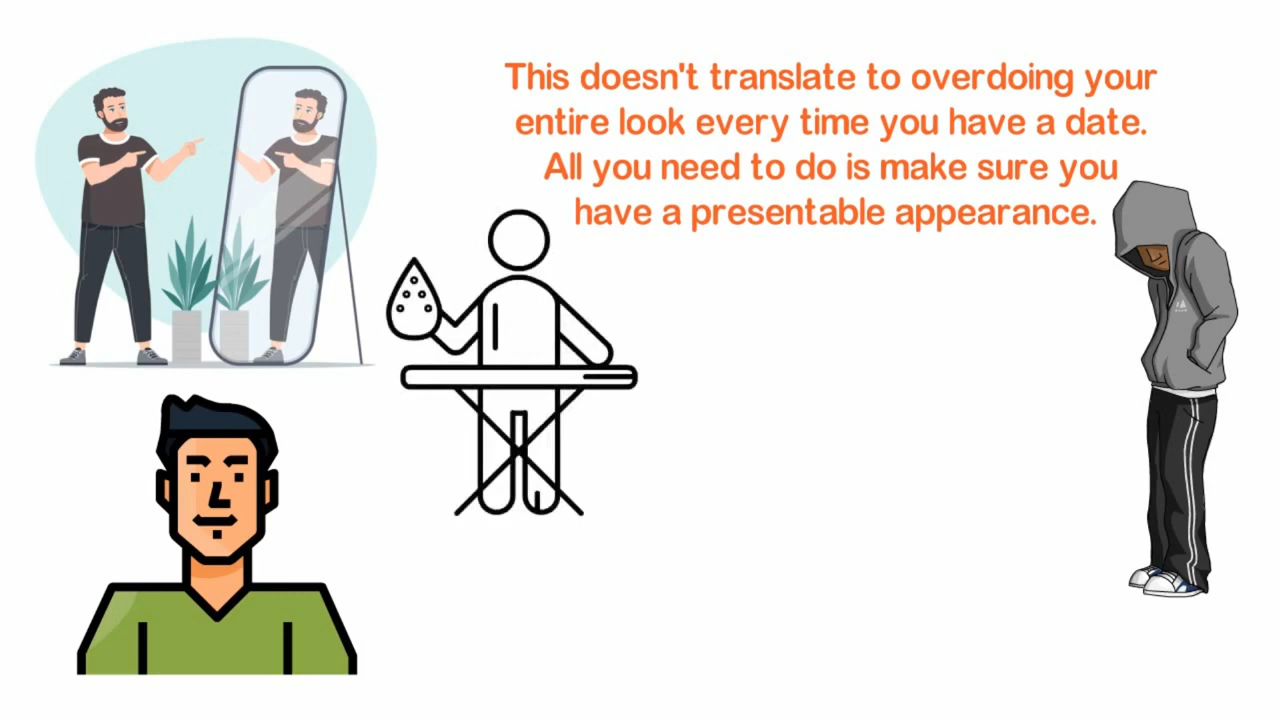 This doesn't translate to overdoing your
entire look every time you have a date.
All you need to do is make sure you
have a presentable appearance.